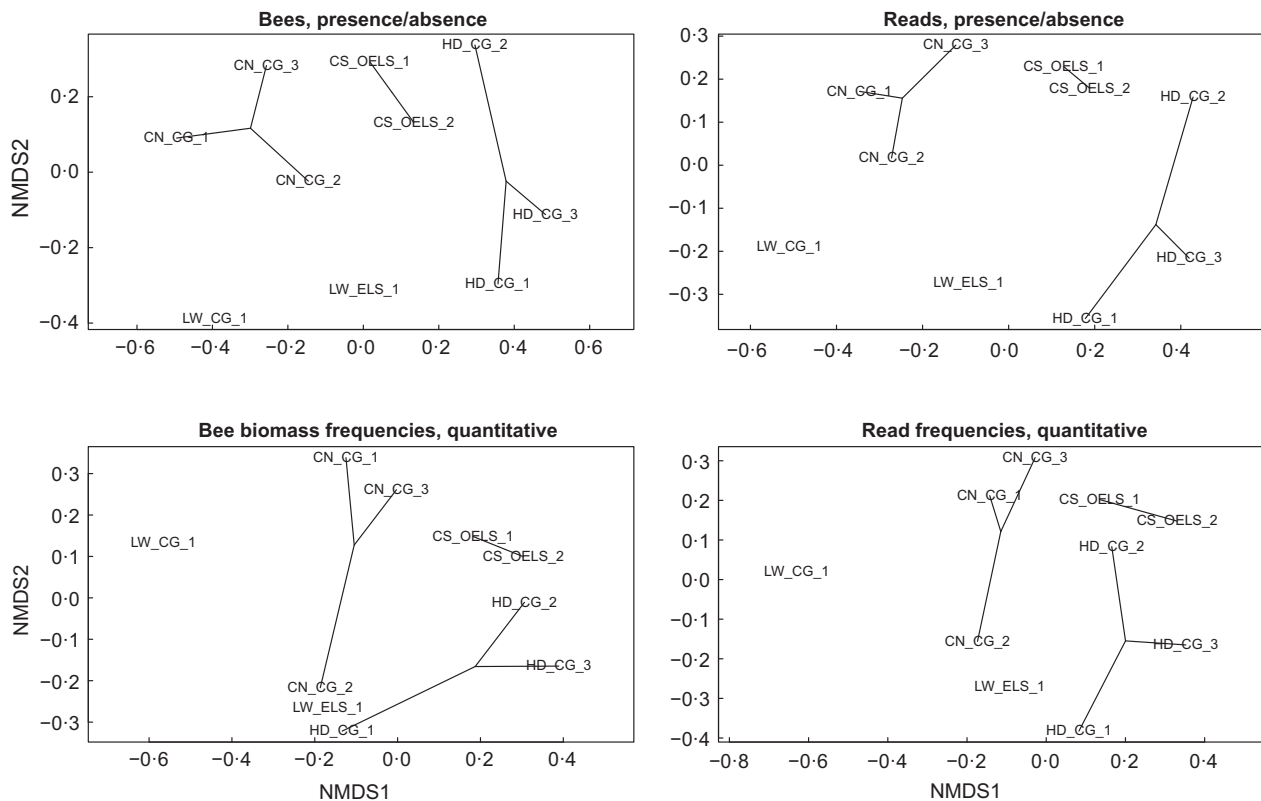 Bees, presence/absence
NMDS2
0·2
0·0
−0·2
−0·4
HD_CG_2
CN_CG_3
CS_OELS_1
CS_OELS_2
CN_CG_1
CN_CG_2
HD_CG_3
HD_CG_1
LW_ELS_1
LW_CG_1
−0·6 −0·4 −0·2 0·0 0·2 0·4 0·6
Reads, presence/absence
0·3
0·2
0·0
−0·1
−0·2
−0·3
CN_CG_3
CS_OELS_1
CS_OELS_2
CN_CG_1
HD_CG_2
CN_CG_2
LW_CG_1
HD_CG_3
LW_ELS_1
HD_CG_1
−0·6 −0·4 −0·2 0·0 0·2 0·4
Bee biomass frequencies, quantitative
NMDS2
0·3
0·2
0·1
0·0
−0·1
−0·2
−0·3
CN_CG_1
CN_CG_3
CS_OELS_1
LW_CG_1
CS_OELS_2
HD_CG_2
HD_CG_3
CN_CG_2
LW_ELS_1
HD_CG_1
−0·6 −0·4 −0·2 0·0 0·2 0·4
NMDS1
Read frequencies, quantitative
0·3
0·2
0·1
0·0
−0·1
−0·2
−0·3
−0·4
CN_CG_3
CN_CG_1
CS_OELS_1
CS_OELS_2
HD_CG_2
LW_CG_1
CN_CG_2
HD_CG_3
LW_ELS_1
HD_CG_1
−0·8 −0·6 −0·4 −0·2 0·0 0·2 0·4
NMDS1